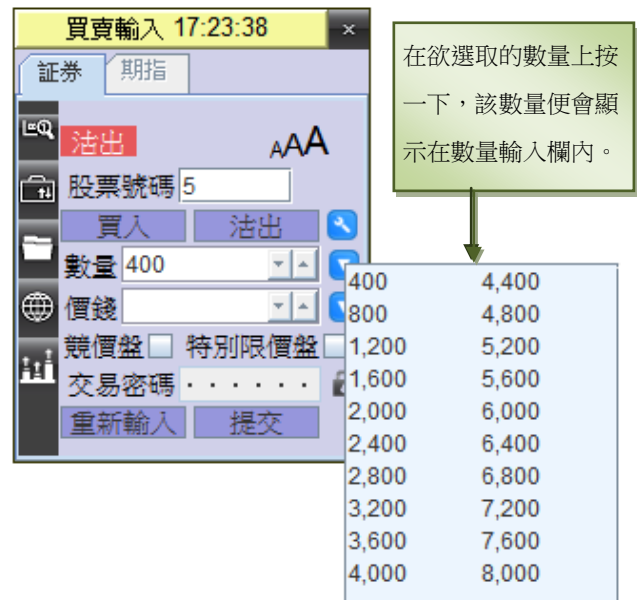 買賣輸入 17:23:38 ×
証券 期指
沽出 AAA
股票號碼 5
買入 沽出
數量 400
價錢
競價盤 特別限價盤
交易密碼 · · · · · ·
重新輸入 提交
在欲選取的數量上按
一下，該數量便會顯
示在數量輸入欄內。
400 4,400
800 4,800
1,200 5,200
1,600 5,600
2,000 6,000
2,400 6,400
2,800 6,800
3,200 7,200
3,600 7,600
4,000 8,000